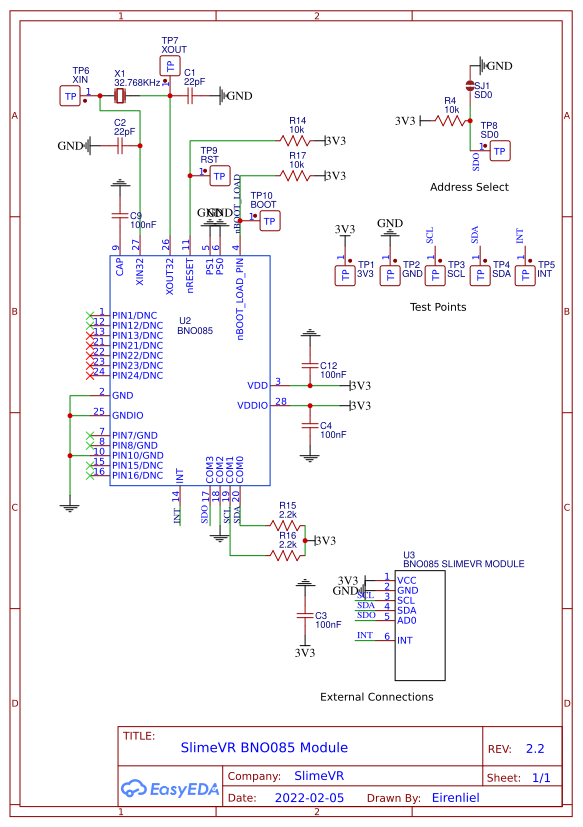 1 2
A A
B B
C C
D D
1 2
TP6
XIN
TP
1
X1
32.768KHz
TP7
XOUT
TP
1
C1
22pF
GND
C2
22pF
GND
C9
100nF
R14
10k
3V3
R17
10k
3V3
TP9
RST
1
TP
nBOOT_LOAD
TP10
BOOT
1
TP
GND
GND
GND
SJ1
SD0
R4
10k
3V3
TP8
SD0
1
TP
SDO
Address Select
3V3
1
TP
TP1
3V3
GND
1
TP
TP2
GND
SCL
1
TP
TP3
SCL
SDA
1
TP
TP4
SDA
INT
1
TP
TP5
INT
Test Points
9 27 26 11 5 6 4
CAP XIN32 XOUT32 nRESET PS1 PS0 nBOOT_LOAD_PIN
U2
BNO085
1 PIN1/DNC
12 PIN12/DNC
13 PIN13/DNC
21 PIN21/DNC
22 PIN22/DNC
23 PIN23/DNC
24 PIN24/DNC
2 GND
25 GNDIO
7 PIN7/GND
8 PIN8/GND
10 PIN10/GND
15 PIN15/DNC
16 PIN16/DNC
VDD 3
3V3
VDDIO 28
3V3
C12
100nF
C4
100nF
INT COM3 COM2 COM1 COM0
14 17 18 19 20
INT SDO SCL SDA
R15
2.2k
R16
2.2k
3V3
C3
100nF
3V3
U3
BNO085 SLIMEVR MODULE
3V3 1 VCC
GND 2 GND
SCL 3 SCL
SDA 4 SDA
SDO 5 AD0
INT 6 INT
External Connections
TITLE:
SlimeVR BNO085 Module
REV: 2.2
EasyEDA
Company: SlimeVR
Sheet: 1/1
Date: 2022-02-05 Drawn By: Eirenliel